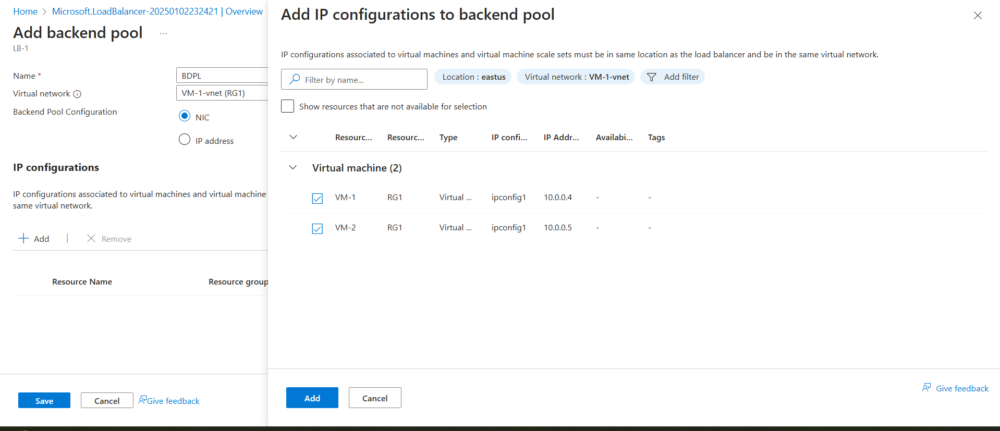 Home > Microsoft.LoadBalancer-20250102232421 | Overview
Add backend pool ...
LB-1
Name *
BDPL
Virtual network
VM-1-vnet (RG1)
Backend Pool Configuration
NIC
IP address
IP configurations
IP configurations associated to virtual machines and virtual machine
same virtual network.
Add | Remove
Resource Name Resource group
Save Cancel Give feedback
Add IP configurations to backend pool
IP configurations associated to virtual machines and virtual machine scale sets must be in same location as the load balancer and be in the same virtual network.
Filter by name... Location : eastus Virtual network : VM-1-vnet Add filter
Show resources that are not available for selection
Resourc... Resourc... Type IP confi... IP Addr... Availabi... Tags
Virtual machine (2)
VM-1 RG1 Virtual ... ipconfig1 10.0.0.4 - -
VM-2 RG1 Virtual ... ipconfig1 10.0.0.5 - -
Add Cancel
Give feedback